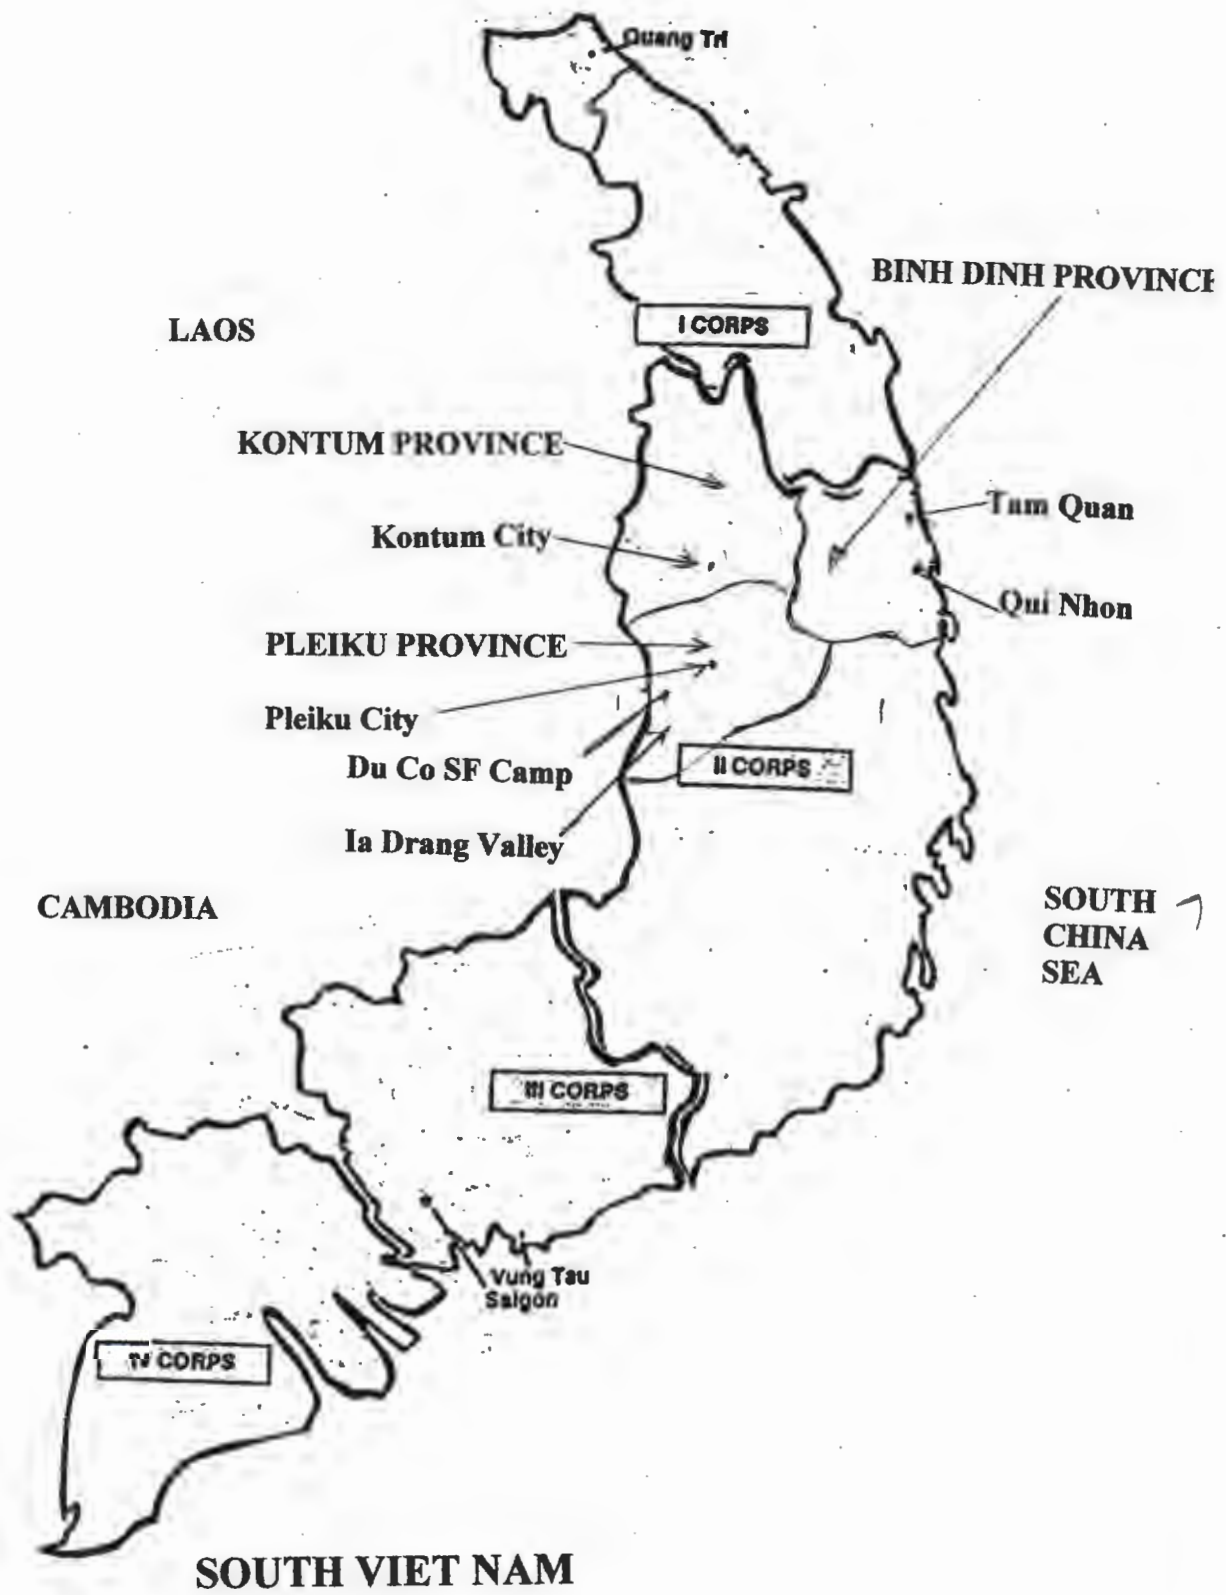 Quang Tri
BINH DINH PROVINCE
I CORPS
LAOS
KONTUM PROVINCE
Tam Quan
Kontum City
Qui Nhon
PLEIKU PROVINCE
Pleiku City
II CORPS
Du Co SF Camp
Ia Drang Valley
CAMBODIA
SOUTH
CHINA
SEA
III CORPS
Vung Tau
Saigon
IV CORPS
SOUTH VIET NAM